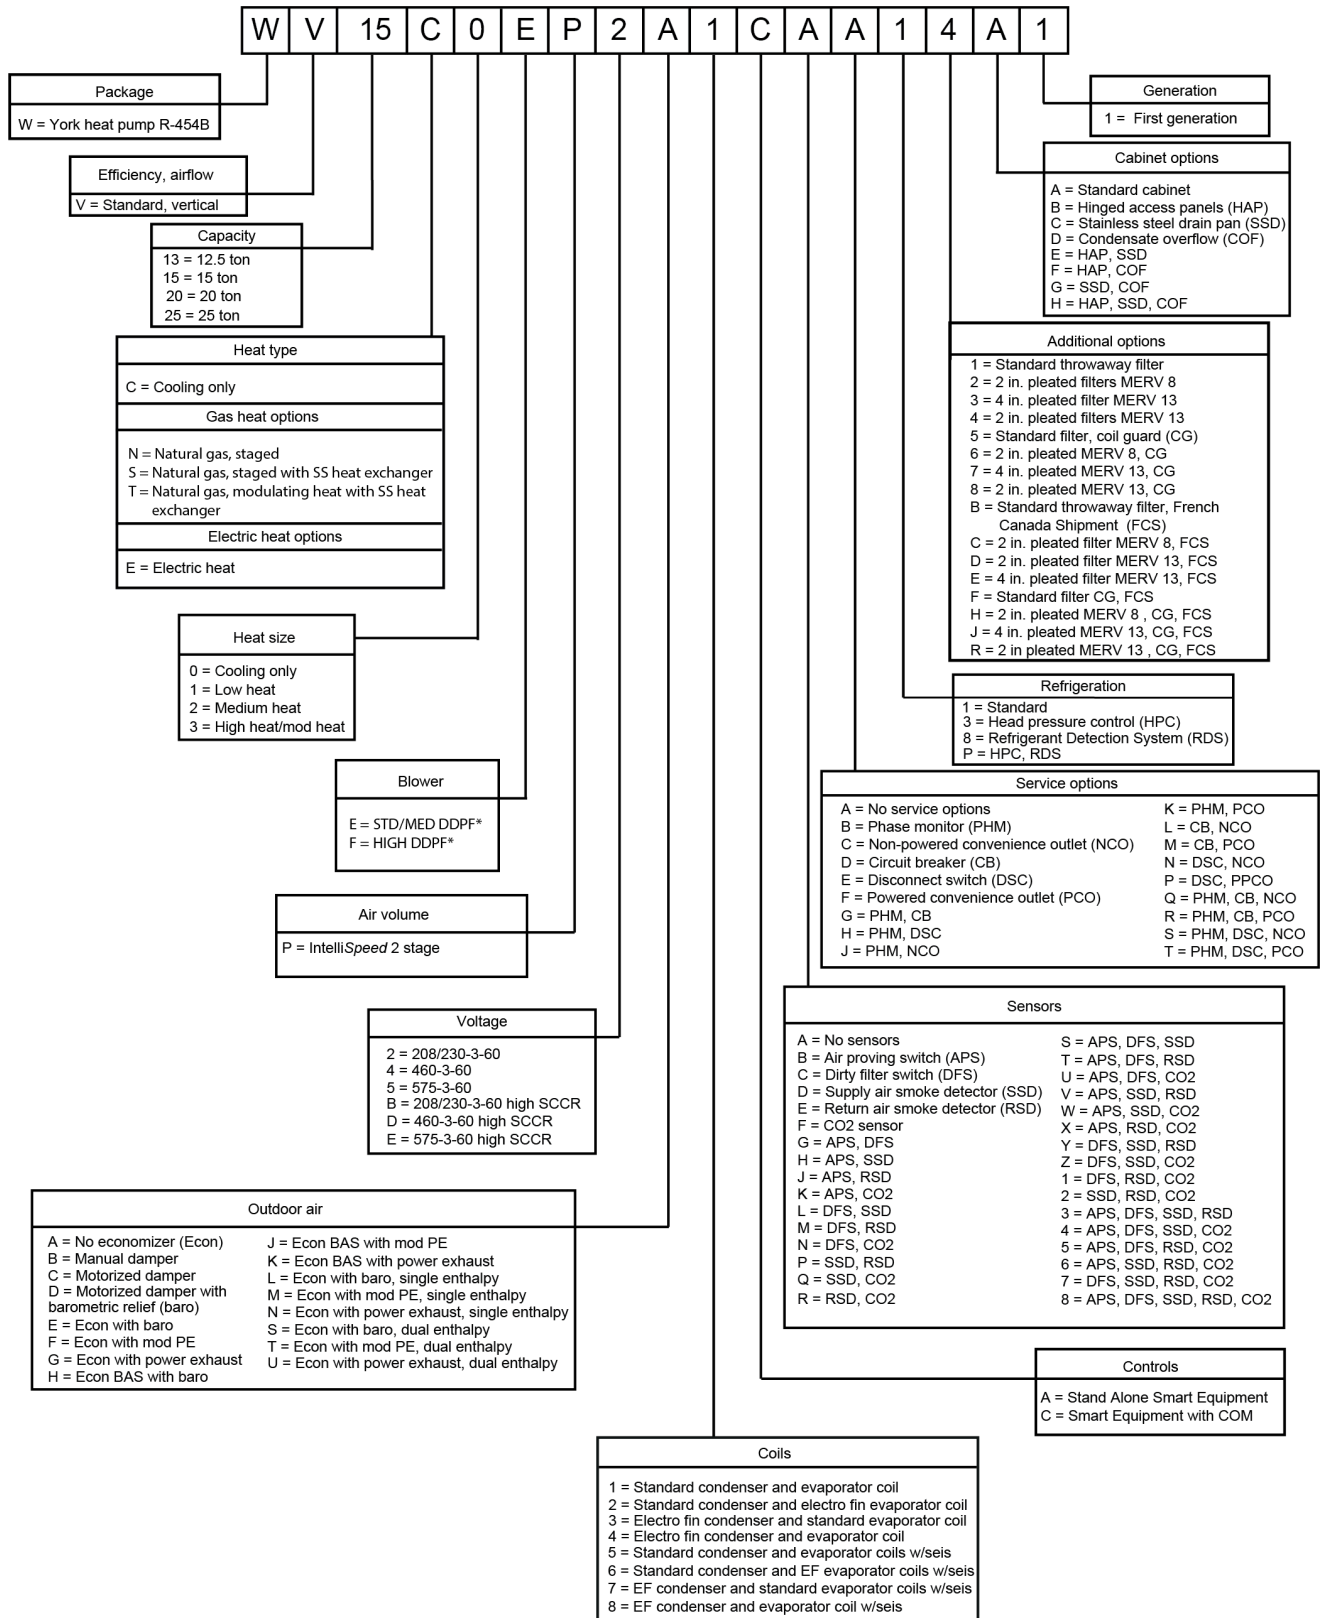 W V 15 C 0 E P 2 A 1 C A A 1 4 A 1
Package
W = York heat pump R-454B
Efficiency, airflow
V = Standard, vertical
Capacity
13 = 12.5 ton
15 = 15 ton
20 = 20 ton
25 = 25 ton
Heat type
C = Cooling only
Gas heat options
N = Natural gas, staged
S = Natural gas, staged with SS heat exchanger
T = Natural gas, modulating heat with SS heat
exchanger
Electric heat options
E = Electric heat
Heat size
0 = Cooling only
1 = Low heat
2 = Medium heat
3 = High heat/mod heat
Blower
E = STD/MED DDPF*
F = HIGH DDPF*
Air volume
P = IntelliSpeed 2 stage
Voltage
2 = 208/230-3-60
4 = 460-3-60
5 = 575-3-60
B = 208/230-3-60 high SCCR
D = 460-3-60 high SCCR
E = 575-3-60 high SCCR
Outdoor air
A = No economizer (Econ)
B = Manual damper
C = Motorized damper
D = Motorized damper with
barometric relief (baro)
E = Econ with baro
F = Econ with mod PE
G = Econ with power exhaust
H = Econ BAS with baro
J = Econ BAS with mod PE
K = Econ BAS with power exhaust
L = Econ with baro, single enthalpy
M = Econ with mod PE, single enthalpy
N = Econ with power exhaust, single enthalpy
S = Econ with baro, dual enthalpy
T = Econ with mod PE, dual enthalpy
U = Econ with power exhaust, dual enthalpy
Coils
1 = Standard condenser and evaporator coil
2 = Standard condenser and electro fin evaporator coil
3 = Electro fin condenser and standard evaporator coil
4 = Electro fin condenser and evaporator coil
5 = Standard condenser and evaporator coils w/seis
6 = Standard condenser and EF evaporator coils w/seis
7 = EF condenser and standard evaporator coils w/seis
8 = EF condenser and evaporator coil w/seis
Controls
A = Stand Alone Smart Equipment
C = Smart Equipment with COM
Sensors
A = No sensors
B = Air proving switch (APS)
C = Dirty filter switch (DFS)
D = Supply air smoke detector (SSD)
E = Return air smoke detector (RSD)
F = CO2 sensor
G = APS, DFS
H = APS, SSD
J = APS, RSD
K = APS, CO2
L = DFS, SSD
M = DFS, RSD
N = DFS, CO2
P = SSD, RSD
Q = SSD, CO2
R = RSD, CO2
S = APS, DFS, SSD
T = APS, DFS, RSD
U = APS, DFS, CO2
V = APS, SSD, RSD
W = APS, SSD, CO2
X = APS, RSD, CO2
Y = DFS, SSD, RSD
Z = DFS, SSD, CO2
1 = DFS, RSD, CO2
2 = SSD, RSD, CO2
3 = APS, DFS, SSD, RSD
4 = APS, DFS, SSD, CO2
5 = APS, DFS, RSD, CO2
6 = APS, SSD, RSD, CO2
7 = DFS, SSD, RSD, CO2
8 = APS, DFS, SSD, RSD, CO2
Service options
A = No service options
B = Phase monitor (PHM)
C = Non-powered convenience outlet (NCO)
D = Circuit breaker (CB)
E = Disconnect switch (DSC)
F = Powered convenience outlet (PCO)
G = PHM, CB
H = PHM, DSC
J = PHM, NCO
K = PHM, PCO
L = CB, NCO
M = CB, PCO
N = DSC, NCO
P = DSC, PPCO
Q = PHM, CB, NCO
R = PHM, CB, PCO
S = PHM, DSC, NCO
T = PHM, DSC, PCO
Refrigeration
1 = Standard
3 = Head pressure control (HPC)
8 = Refrigerant Detection System (RDS)
P = HPC, RDS
Additional options
1 = Standard throwaway filter
2 = 2 in. pleated filters MERV 8
3 = 4 in. pleated filter MERV 13
4 = 2 in. pleated filters MERV 13
5 = Standard filter, coil guard (CG)
6 = 2 in. pleated MERV 8, CG
7 = 4 in. pleated MERV 13, CG
8 = 2 in. pleated MERV 13, CG
B = Standard throwaway filter, French
Canada Shipment (FCS)
C = 2 in. pleated filter MERV 8, FCS
D = 2 in. pleated filter MERV 13, FCS
E = 4 in. pleated filter MERV 13, FCS
F = Standard filter CG, FCS
H = 2 in. pleated MERV 8 , CG, FCS
J = 4 in. pleated MERV 13, CG, FCS
R = 2 in pleated MERV 13 , CG, FCS
Cabinet options
A = Standard cabinet
B = Hinged access panels (HAP)
C = Stainless steel drain pan (SSD)
D = Condensate overflow (COF)
E = HAP, SSD
F = HAP, COF
G = SSD, COF
H = HAP, SSD, COF
Generation
1 = First generation